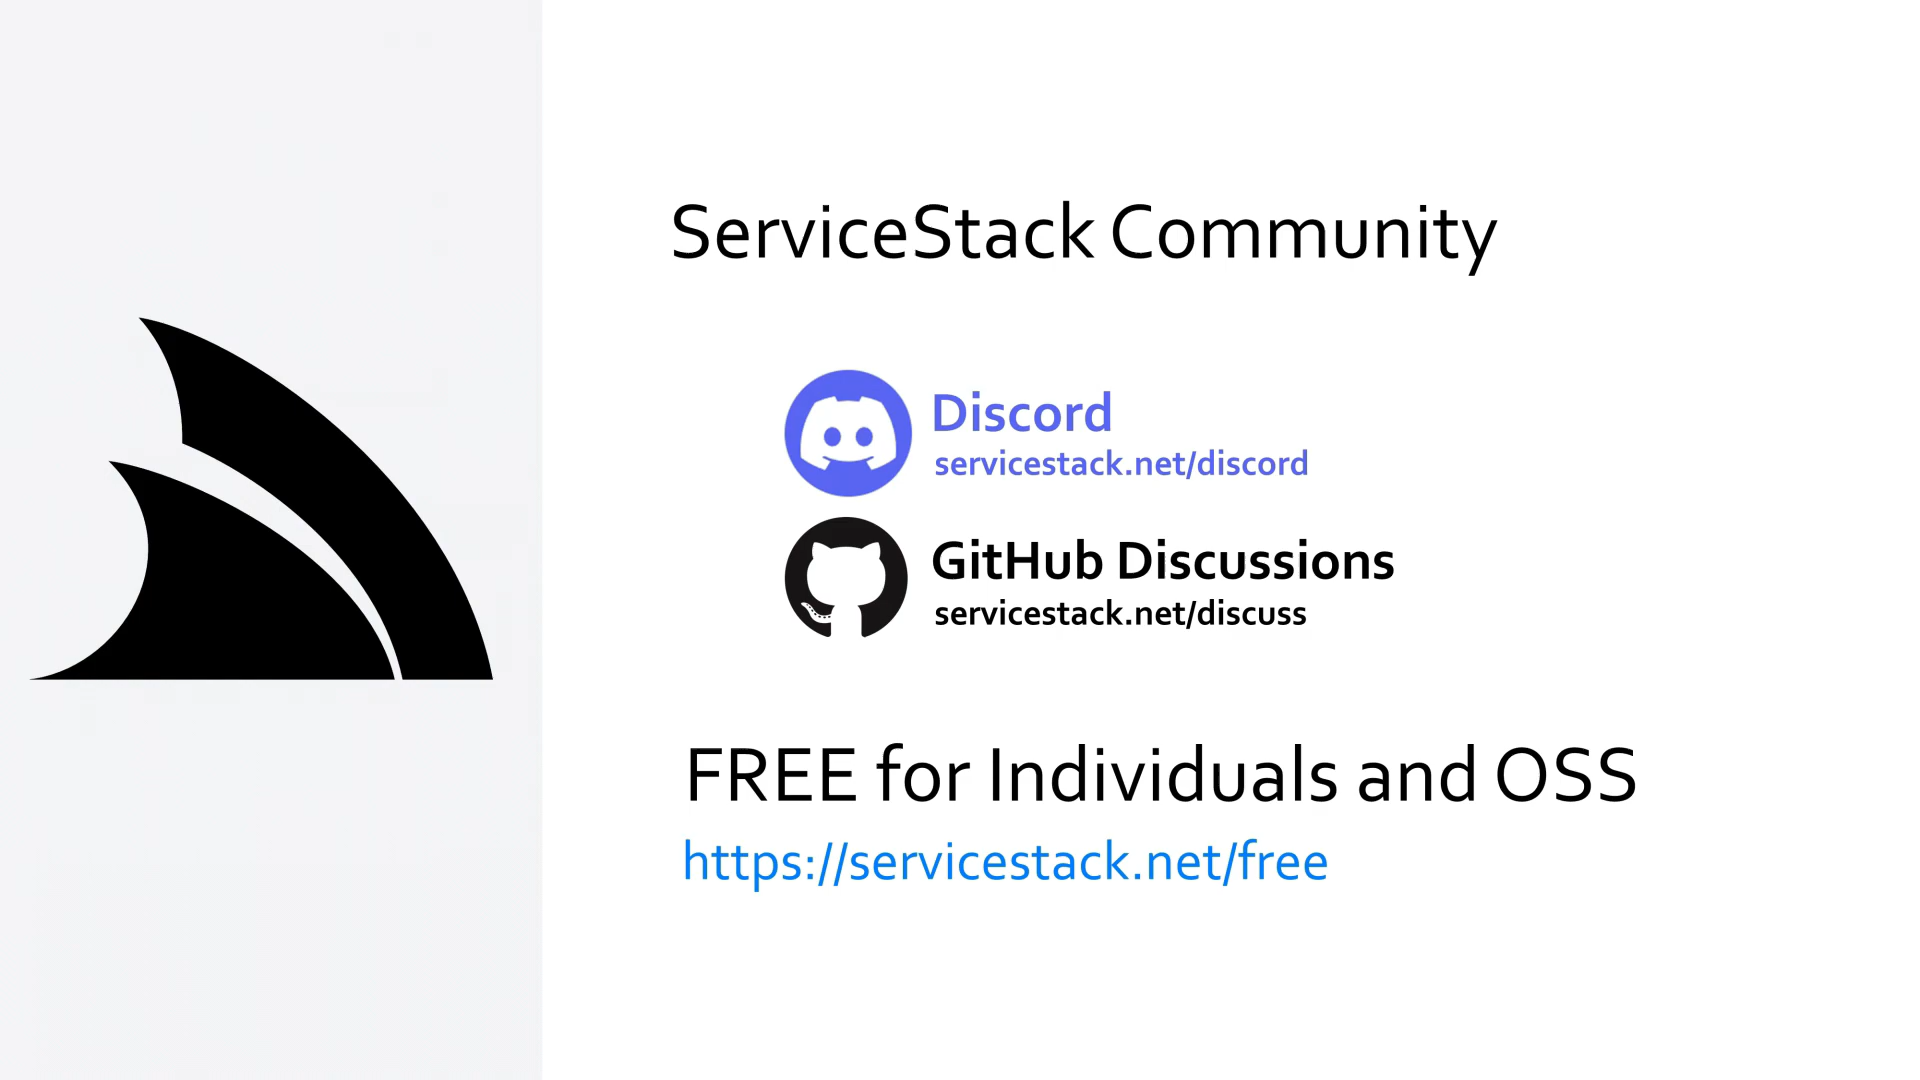 ServiceStack Community
Discord
servicestack.net/discord
GitHub Discussions
servicestack.net/discuss
FREE for Individuals and OSS
https://servicestack.net/free